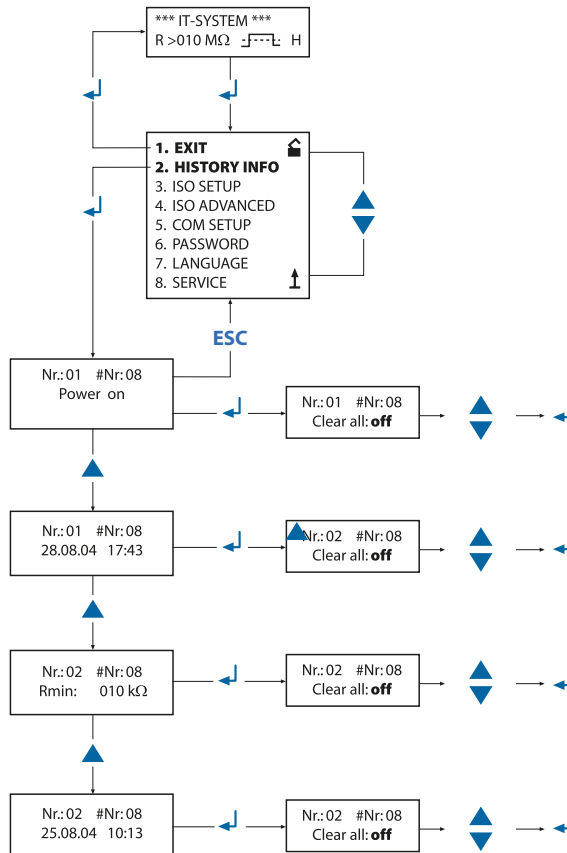 *** IT-SYSTEM ***
R >010 MΩ H
1. EXIT
2. HISTORY INFO
3. ISO SETUP
4. ISO ADVANCED
5. COM SETUP
6. PASSWORD
7. LANGUAGE
8. SERVICE
ESC
Nr.: 01 #Nr: 08
Power on
Nr.: 01 #Nr: 08
Clear all: off
Nr.: 01 #Nr: 08
28.08.04 17:43
Nr.: 02 #Nr: 08
Clear all: off
Nr.: 02 #Nr: 08
Rmin: 010 kΩ
Nr.: 02 #Nr: 08
Clear all: off
Nr.: 02 #Nr: 08
25.08.04 10:13
Nr.: 02 #Nr: 08
Clear all: off